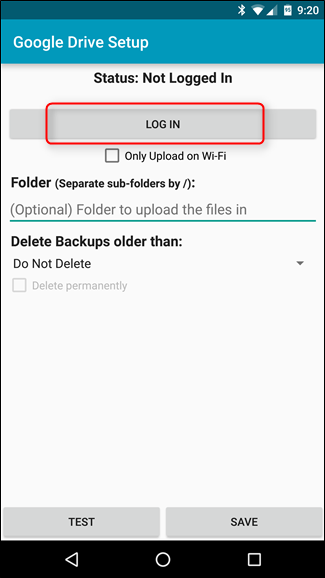 9:20
Google Drive Setup
Status: Not Logged In
LOG IN
Only Upload on Wi-Fi
Folder (Separate sub-folders by /):
(Optional) Folder to upload the files in
Delete Backups older than:
Do Not Delete
Delete permanently
TEST SAVE